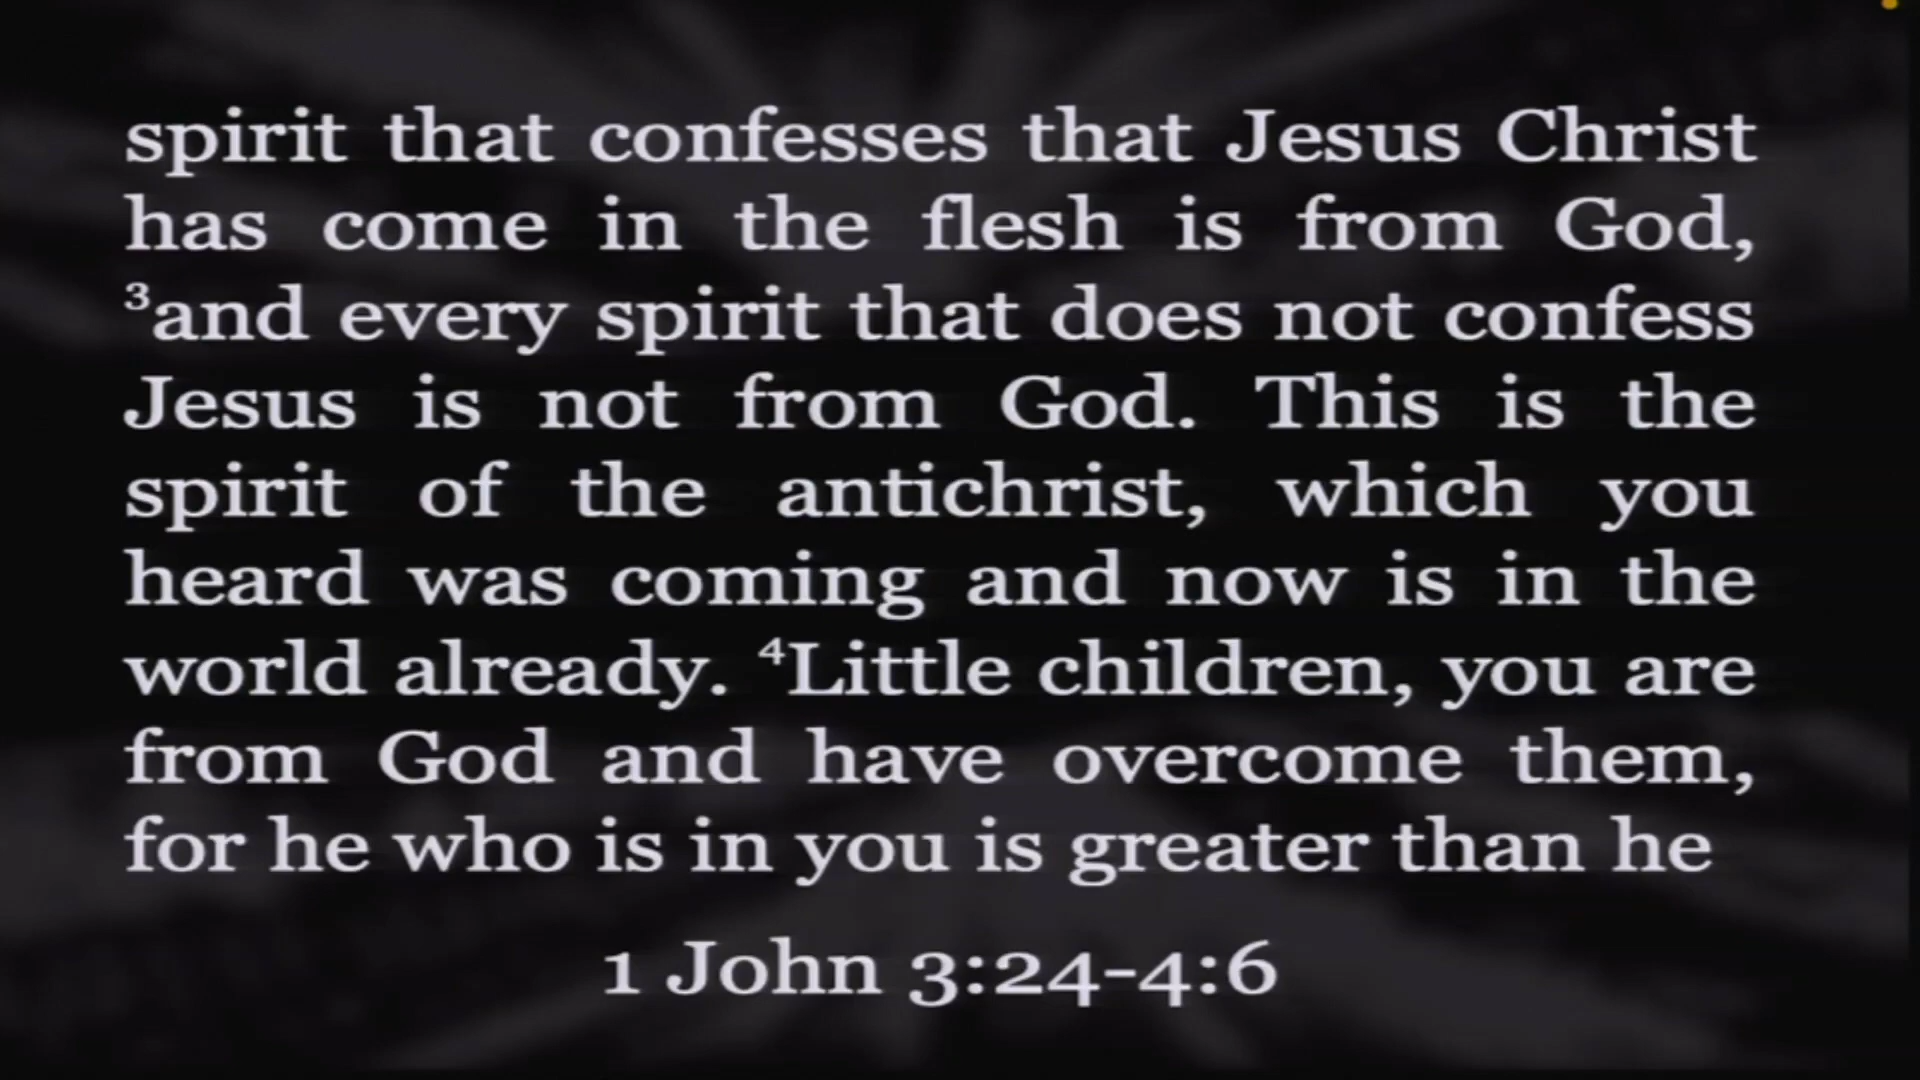 spirit that confesses that Jesus Christ
has come in the flesh is from God,
³and every spirit that does not confess
Jesus is not from God. This is the
spirit of the antichrist, which you
heard was coming and now is in the
world already. ⁴Little children, you are
from God and have overcome them,
for he who is in you is greater than he
1 John 3:24-4:6